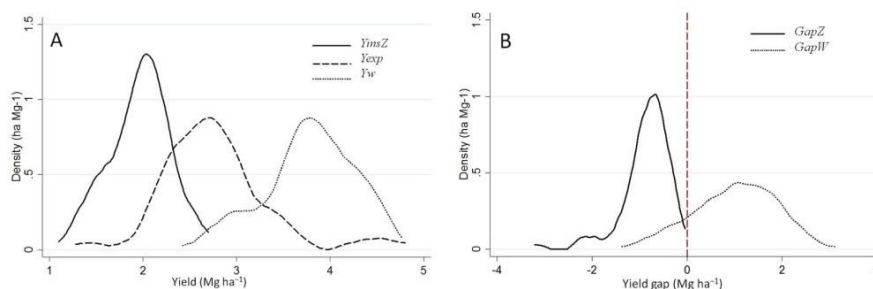 A
YinsZ
Yexp
Yw
Density (ha Mg-1)
1.5
1
.5
0
1
2
3
4
5
Yield (Mg ha⁻¹)
B
GapZ
GapW
Density (ha Mg-1)
1.5
1
.5
0
-4
-2
0
2
Yield gap (Mg ha⁻¹)